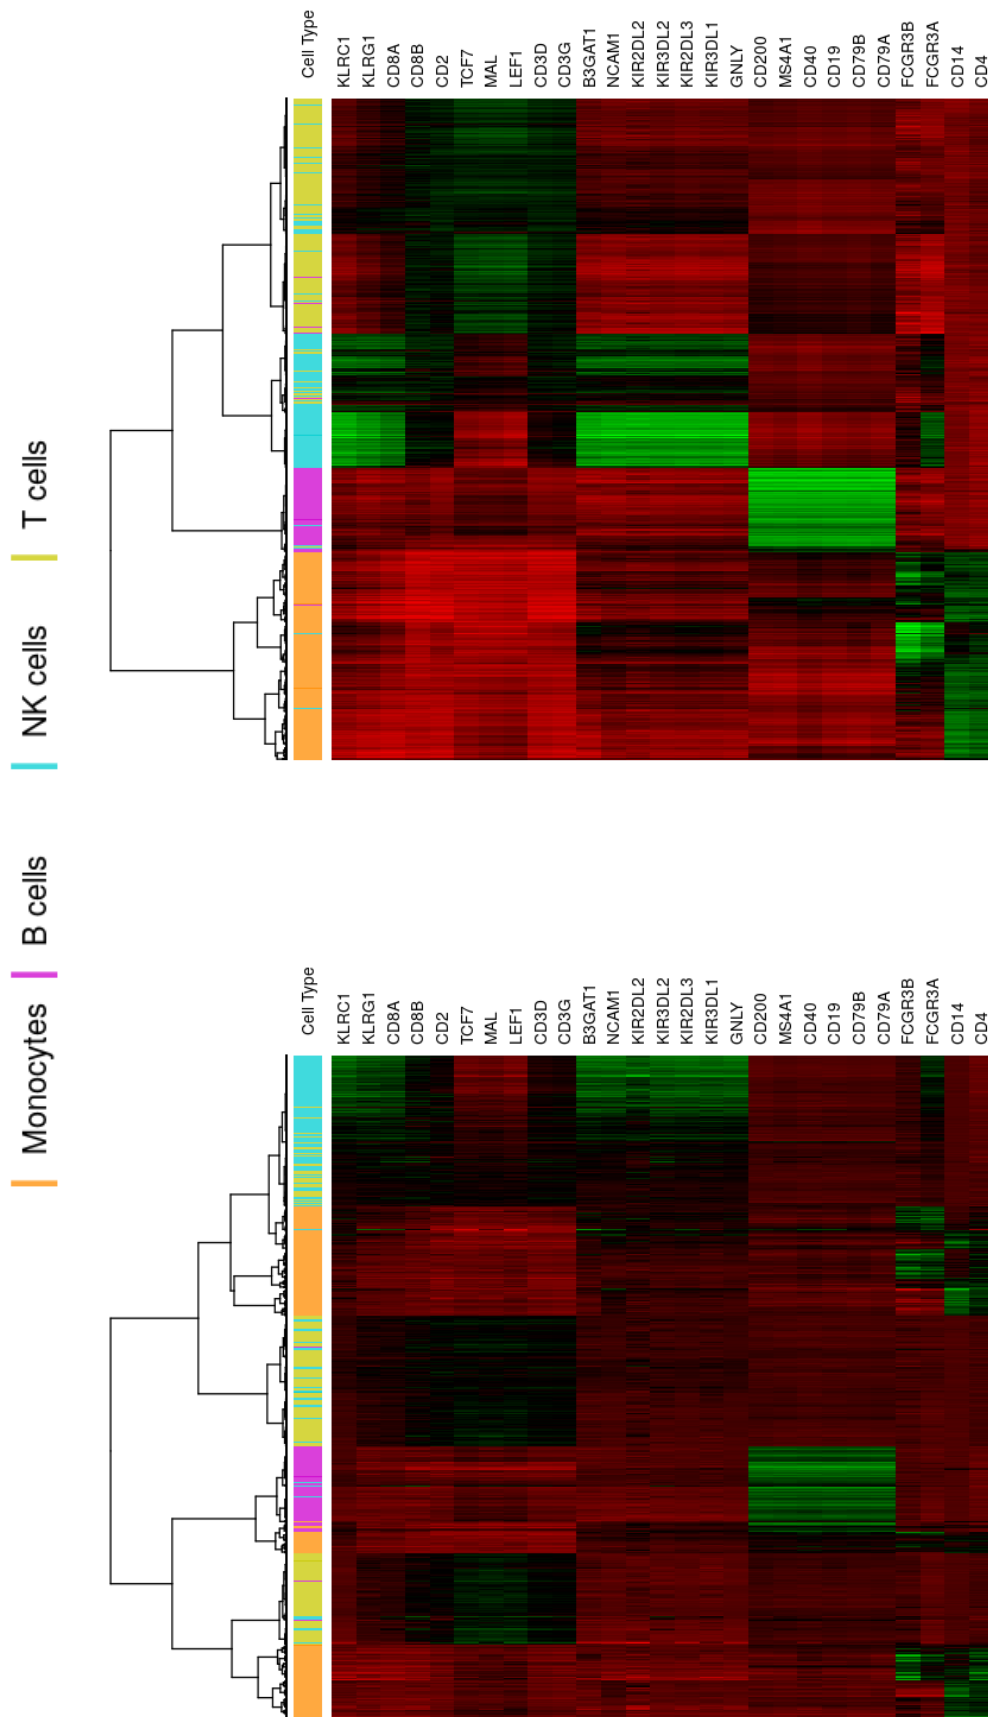 Monocytes
B cells
NK cells
T cells
Cell Type
KLRC1
KLRG1
CD8A
CD8B
CD2
TCF7
MAL
LEF1
CD3D
CD3G
B3GAT1
NCAM1
KIR2DL2
KIR3DL2
KIR2DL3
KIR3DL1
GNLY
CD200
MS4A1
CD40
CD19
CD79B
CD79A
FCGR3B
FCGR3A
CD14
CD4
Cell Type
KLRC1
KLRG1
CD8A
CD8B
CD2
TCF7
MAL
LEF1
CD3D
CD3G
B3GAT1
NCAM1
KIR2DL2
KIR3DL2
KIR2DL3
KIR3DL1
GNLY
CD200
MS4A1
CD40
CD19
CD79B
CD79A
FCGR3B
FCGR3A
CD14
CD4